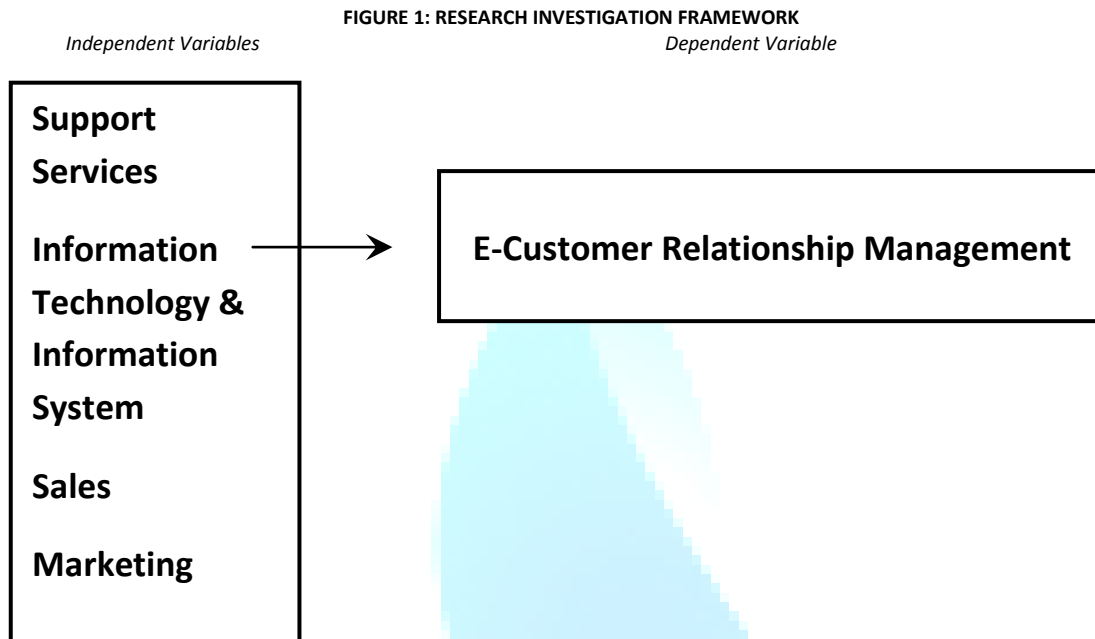 FIGURE 1: RESEARCH INVESTIGATION FRAMEWORK
Independent Variables
Dependent Variable
Support
Services
Information
Technology &
Information
System
Sales
Marketing
E-Customer Relationship Management